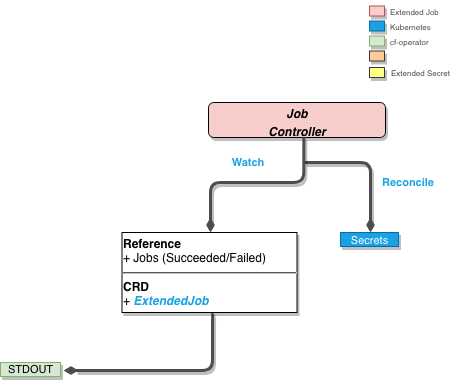 Extended Job
Kubernetes
cf-operator
Extended Secret
Job
Controller
Watch
Reconcile
Secrets
Reference
+ Jobs (Succeeded/Failed)
CRD
+ ExtendedJob
STDOUT